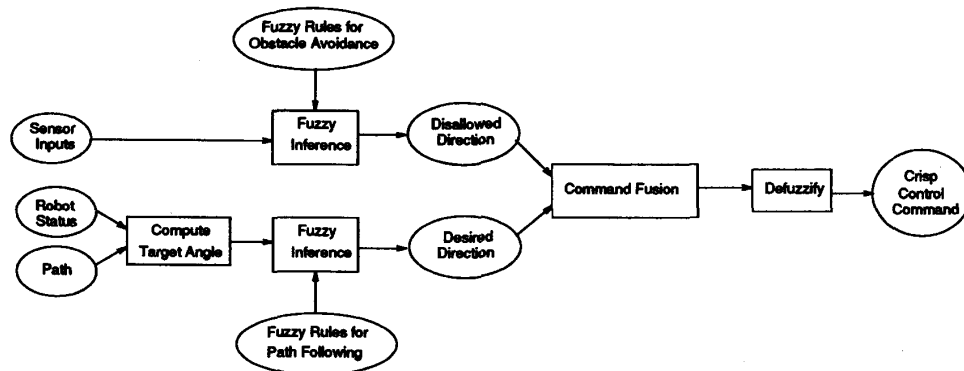 Fuzzy Rules for
Obstacle Avoidance
Sensor
Inputs
Fuzzy
Inference
Disallowed
Direction
Command Fusion
Defuzzify
Crisp
Control
Command
Robot
Status
Path
Compute
Target Angle
Fuzzy
Inference
Desired
Direction
Fuzzy Rules for
Path Following